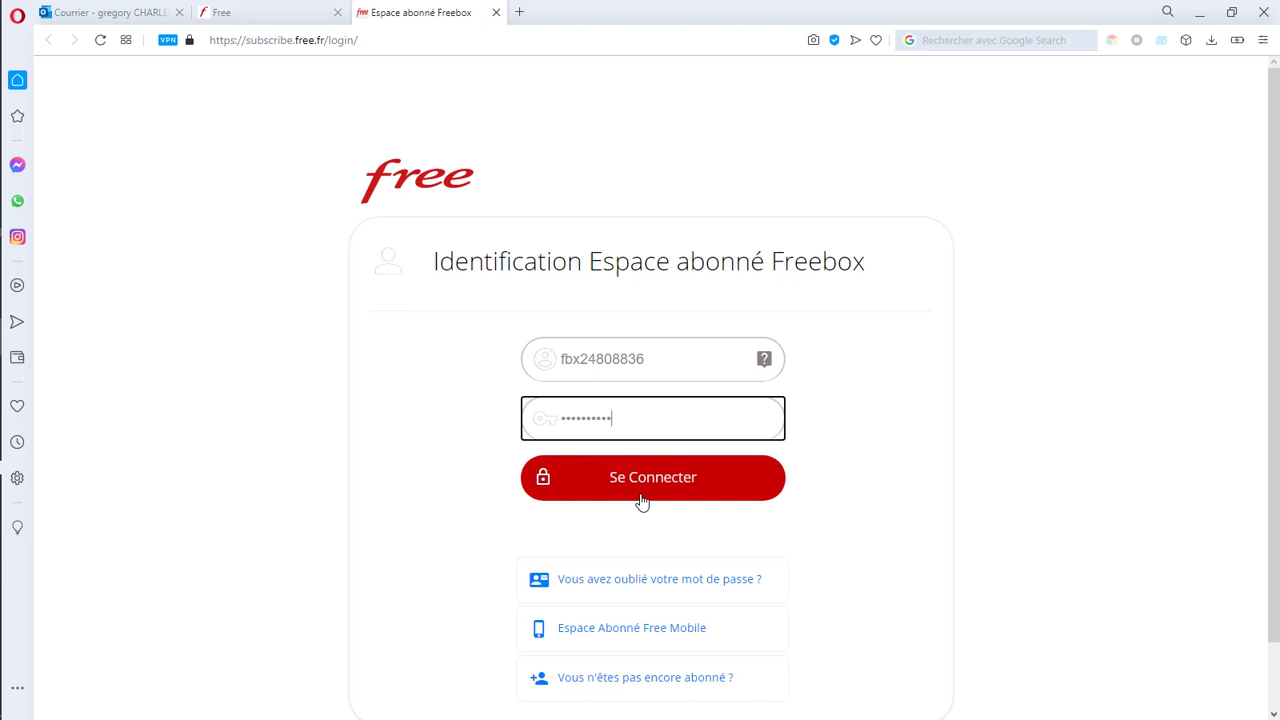 Courrier - gregory CHARLE
Free
Espace abonné Freebox
VPN
https://subscribe.free.fr/login/
Rechercher avec Google Search
free
Identification Espace abonné Freebox
fbx24808836
••••••••••
Se Connecter
Vous avez oublié votre mot de passe ?
Espace Abonné Free Mobile
Vous n'êtes pas encore abonné ?